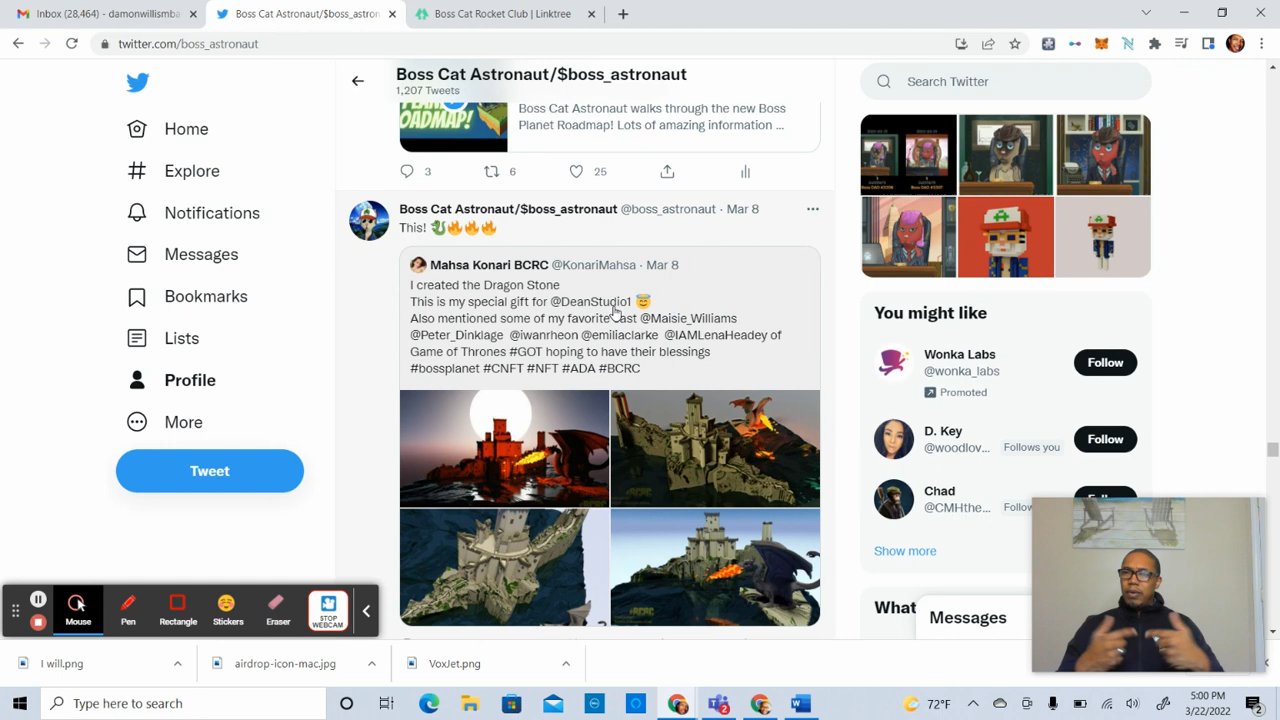 Inbox (28,464) - damonwillismba
Boss Cat Astronaut/$boss_astron
Boss Cat Rocket Club | Linktree
twitter.com/boss_astronaut
Boss Cat Astronaut/$boss_astronaut
1,207 Tweets
Search Twitter
Home
Explore
Notifications
Messages
Bookmarks
Lists
Profile
More
Tweet
ROADMAP!
Boss Cat Astronaut walks through the new Boss
Planet Roadmap! Lots of amazing information ...
3
6
25
Boss Cat Astronaut/$boss_astronaut @boss_astronaut · Mar 8
This! 🐉🔥🔥🔥
Mahsa Konari BCRC @KonariMahsa · Mar 8
I created the Dragon Stone
This is my special gift for @DeanStudio1 😇
Also mentioned some of my favorite cast @Maisie_Williams
@Peter_Dinklage @iwanrheon @emiliaclarke @IAMLenaHeadey of
Game of Thrones #GOT hoping to have their blessings
#bossplanet #CNFT #NFT #ADA #BCRC
You might like
Wonka Labs
@wonka_labs
Promoted
Follow
D. Key
@woodlov... Follows you
Follow
Chad
@CMHthe... Follow
Show more
What
Messages
Mouse
Pen
Rectangle
Stickers
Eraser
STOP
WEBCAM
I will.png
airdrop-icon-mac.jpg
VoxJet.png
Type here to search
72°F
5:00 PM
3/22/2022
2
2